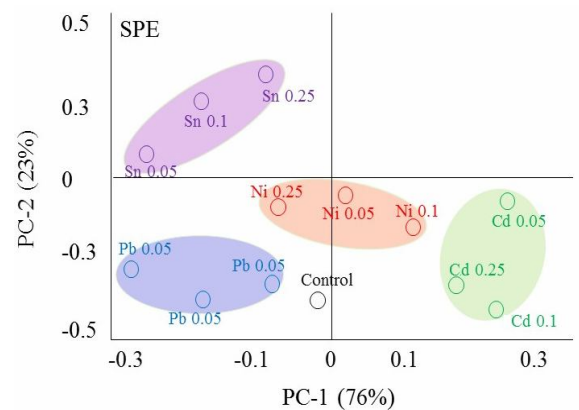 0.5
SPE
0.3
Sn 0.25
Sn 0.1
Sn 0.05
0
Ni 0.25
Ni 0.05
Ni 0.1
Cd 0.05
PC-2 (23%)
-0.3
Pb 0.05
Pb 0.05
Control
Cd 0.25
Pb 0.05
Cd 0.1
-0.5
-0.3
-0.1
0
0.1
0.3
PC-1 (76%)